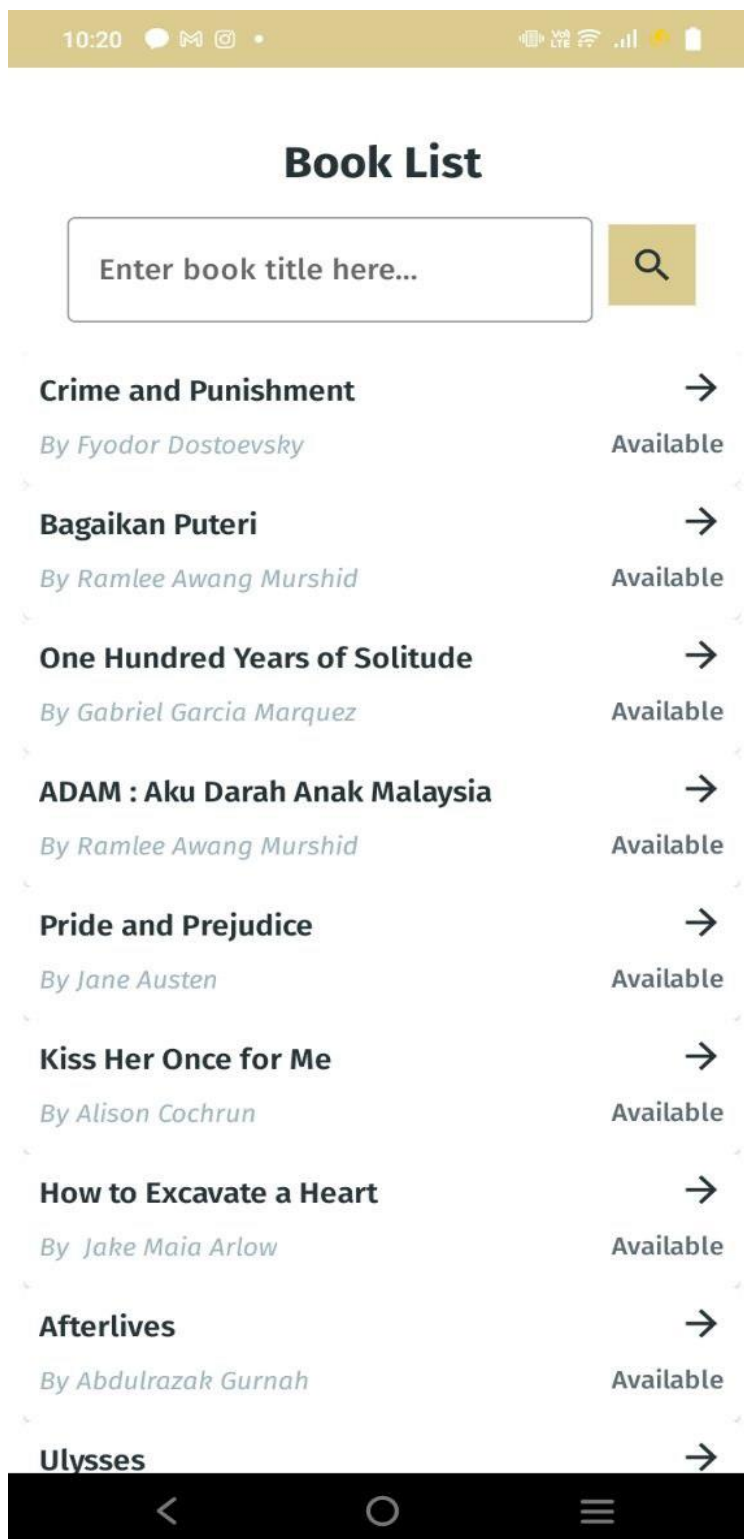 10:20
Vo) LTE
Book List
Enter book title here...
Crime and Punishment
By Fyodor Dostoevsky
Available
Bagaikan Puteri
By Ramlee Awang Murshid
Available
One Hundred Years of Solitude
By Gabriel Garcia Marquez
Available
ADAM : Aku Darah Anak Malaysia
By Ramlee Awang Murshid
Available
Pride and Prejudice
By Jane Austen
Available
Kiss Her Once for Me
By Alison Cochrun
Available
How to Excavate a Heart
By  Jake Maia Arlow
Available
Afterlives
By Abdulrazak Gurnah
Available
Ulysses